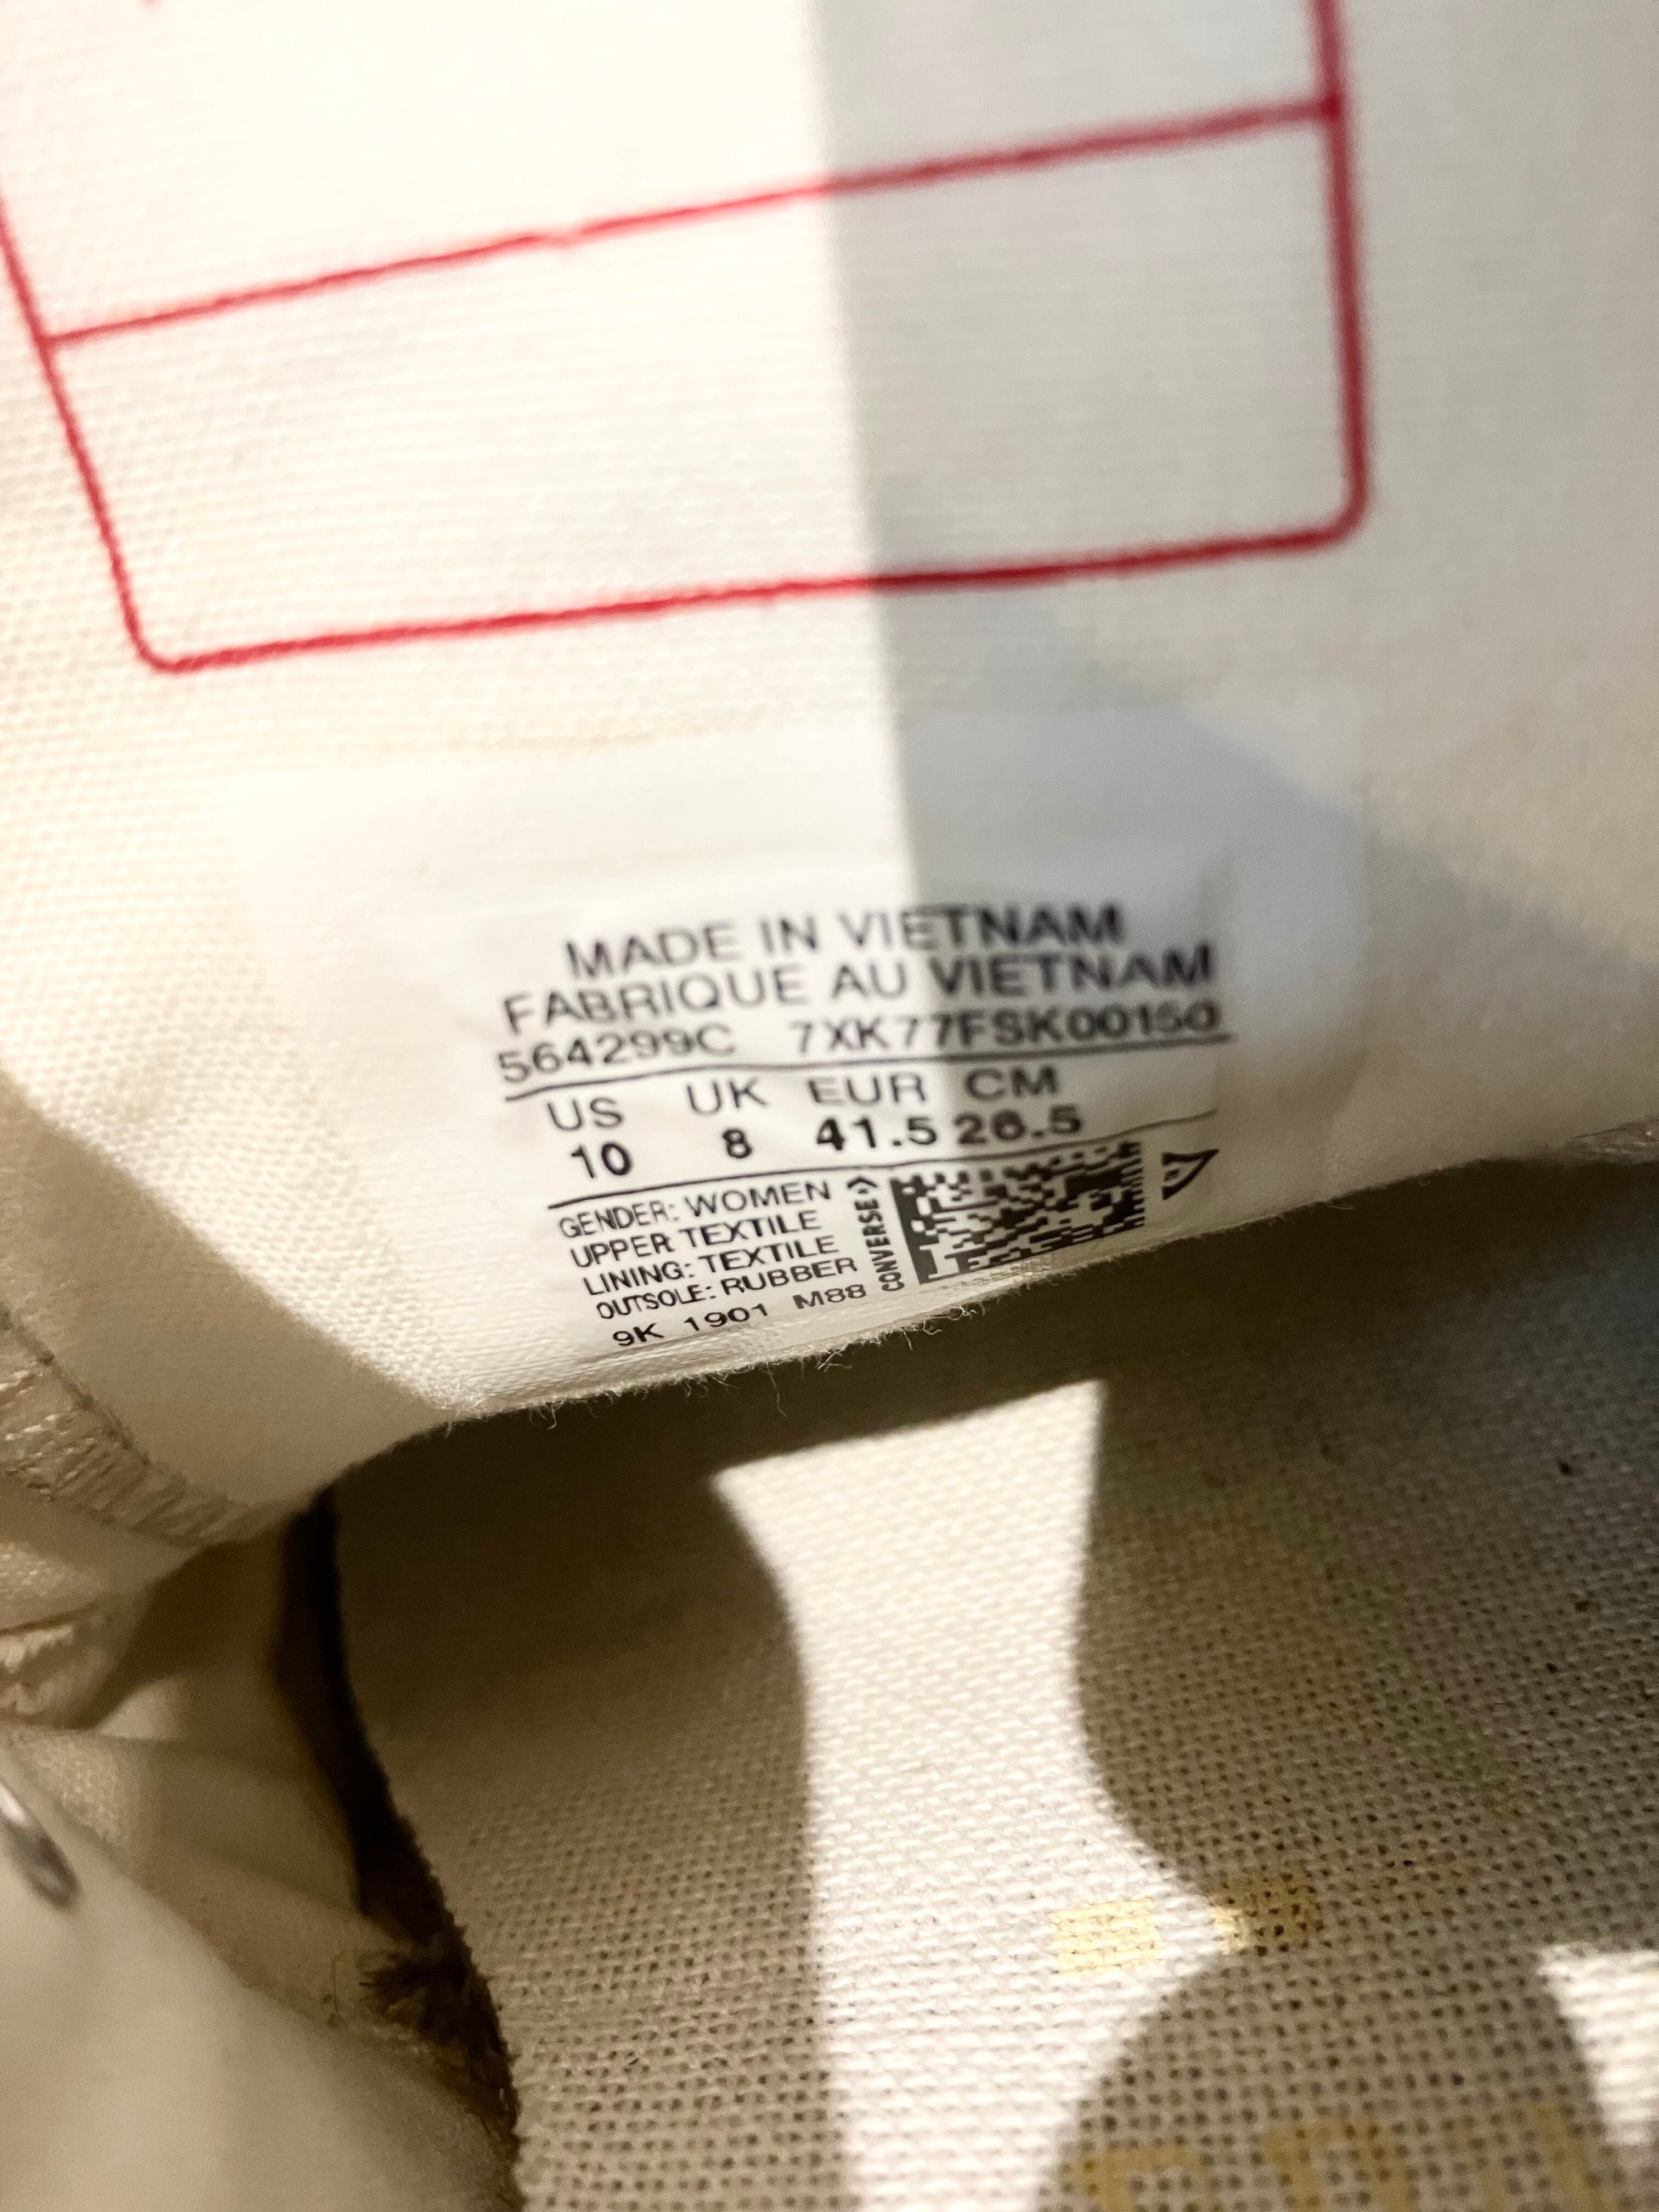 MADE IN VIETNAM
FABRIQUE AU VIETNAM
564299C 7XK77FSK00150
US UK EUR CM
10 8 41.5 26.5
GENDER: WOMEN
UPPER: TEXTILE
LINING: TEXTILE
OUTSOLE: RUBBER
9K 1901 M88
CONVERSE